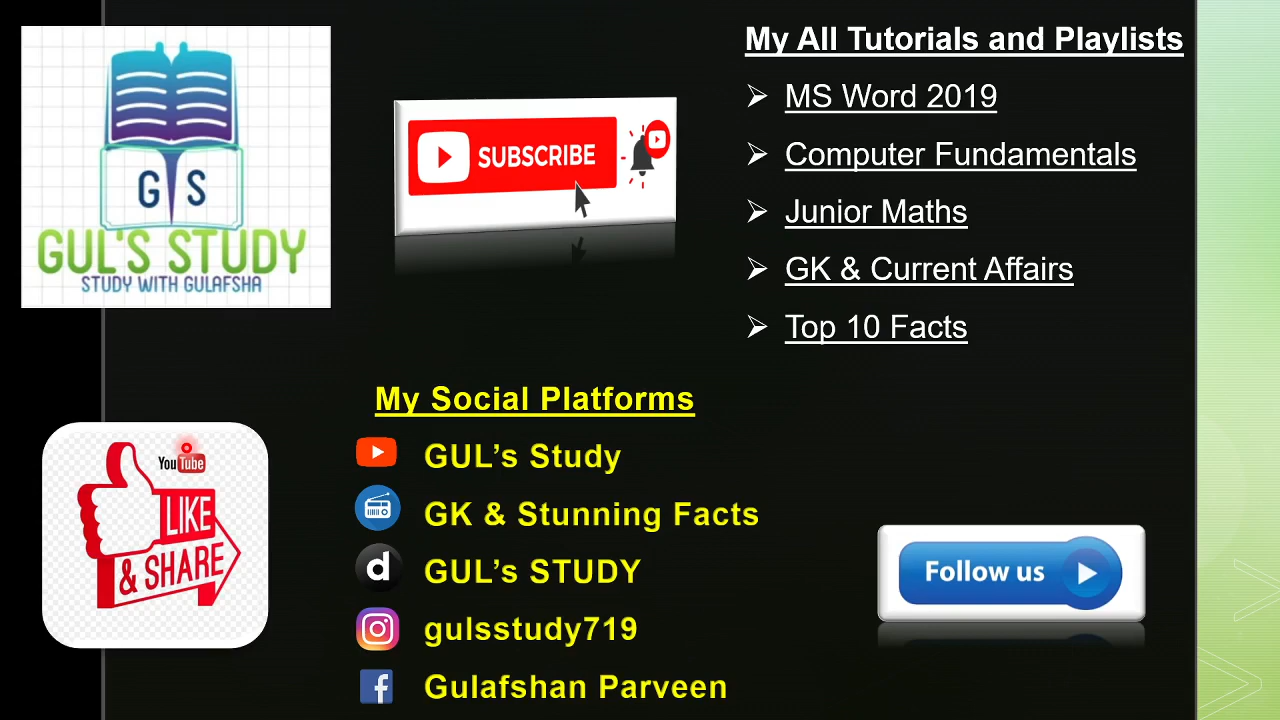 G S
GUL'S STUDY
STUDY WITH GULAFSHA
SUBSCRIBE
My All Tutorials and Playlists
MS Word 2019
Computer Fundamentals
Junior Maths
GK & Current Affairs
Top 10 Facts
YouTube
LIKE
& SHARE
My Social Platforms
GUL’s Study
GK & Stunning Facts
d
GUL’s STUDY
gulsstudy719
f
Gulafshan Parveen
Follow us